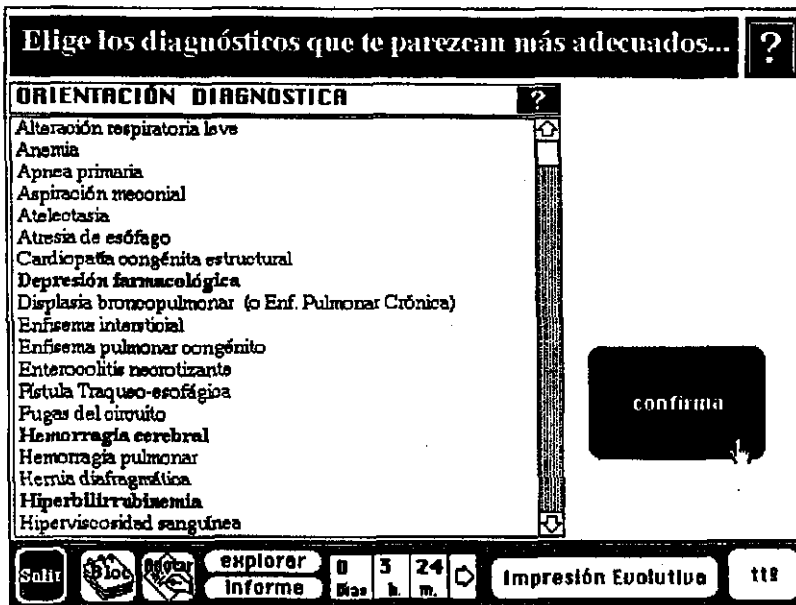 Elige los diagnósticos que te parezcan más adecuados... ?
ORIENTACIÓN DIAGNOSTICA ?
Alteración respiratoria leve
Anemia
Apnea primaria
Aspiración meconial
Atelectasia
Atresia de esófago
Cardiopatía congénita estructural
Depresión farmacológica
Displasia broncopulmonar (o Enf. Pulmonar Crónica)
Enfisema intersticial
Enfisema pulmonar congénito
Enterocolitis necrotizante
Fístula Traqueo-esofágica
Fugas del circuito
Hemorragia cerebral
Hemorragia pulmonar
Hernia diafragmática
Hiperbilirrubinemia
Hiperviscosidad sanguínea
confirma
Salir
Bloc
explorar
informe
0 Días
3 h.
24 m.
Impresión Evolutiva